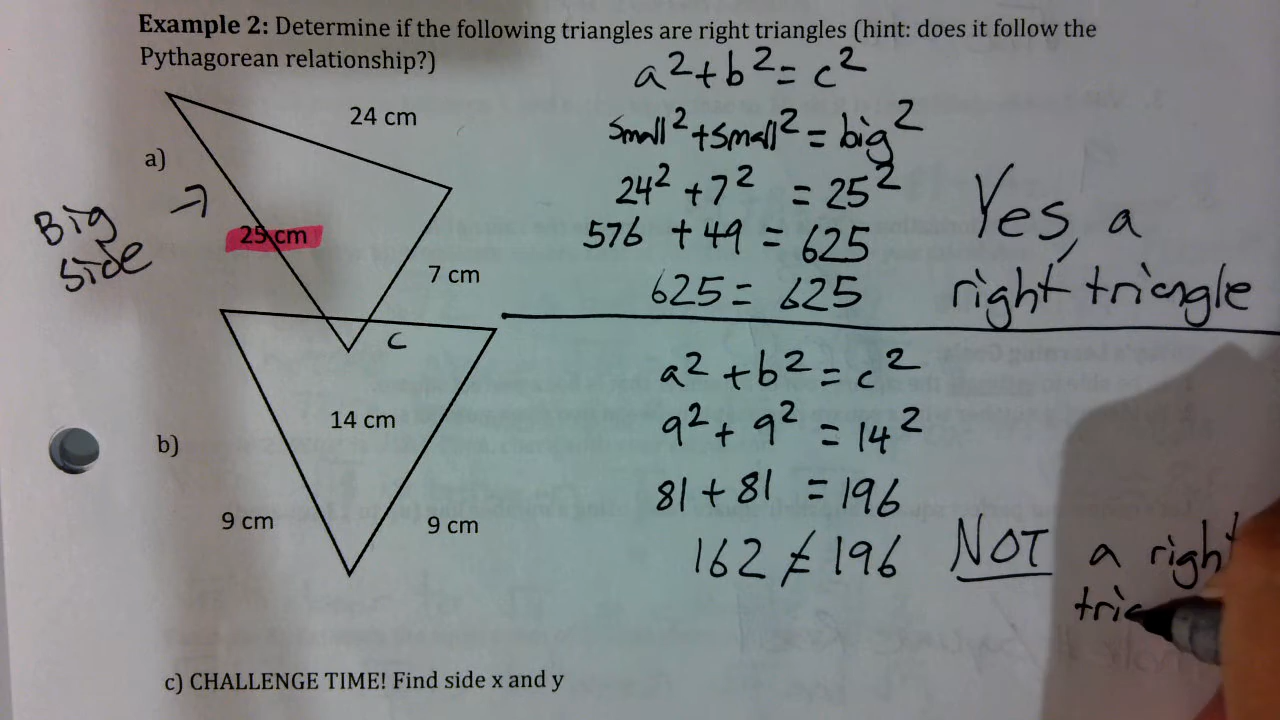 Example 2: Determine if the following triangles are right triangles (hint: does it follow the
Pythagorean relationship?)
a)
24 cm
25 cm
7 cm
Big
side
a² + b² = c²
small² + small² = big²
24² + 7² = 25²
576 + 49 = 625
625 = 625
Yes, a
right triangle
b)
c
14 cm
9 cm
9 cm
a² + b² = c²
9² + 9² = 14²
81 + 81 = 196
162 ≠ 196
NOT a right
tria
c) CHALLENGE TIME! Find side x and y